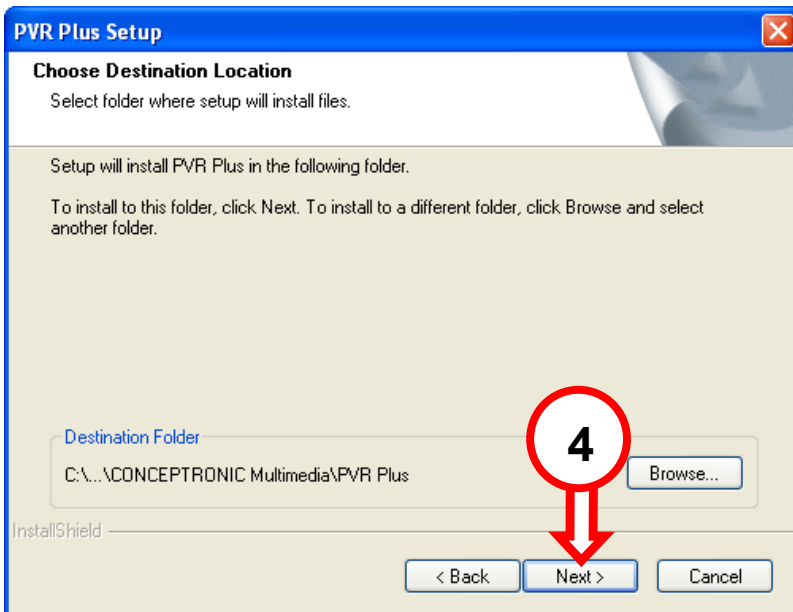 PVR Plus Setup
Choose Destination Location
Select folder where setup will install files.
Setup will install PVR Plus in the following folder.
To install to this folder, click Next. To install to a different folder, click Browse and select
another folder.
Destination Folder
4
C:\...\CONCEPTRONIC Multimedia\PVR Plus
Browse...
InstallShield
< Back
Next >
Cancel